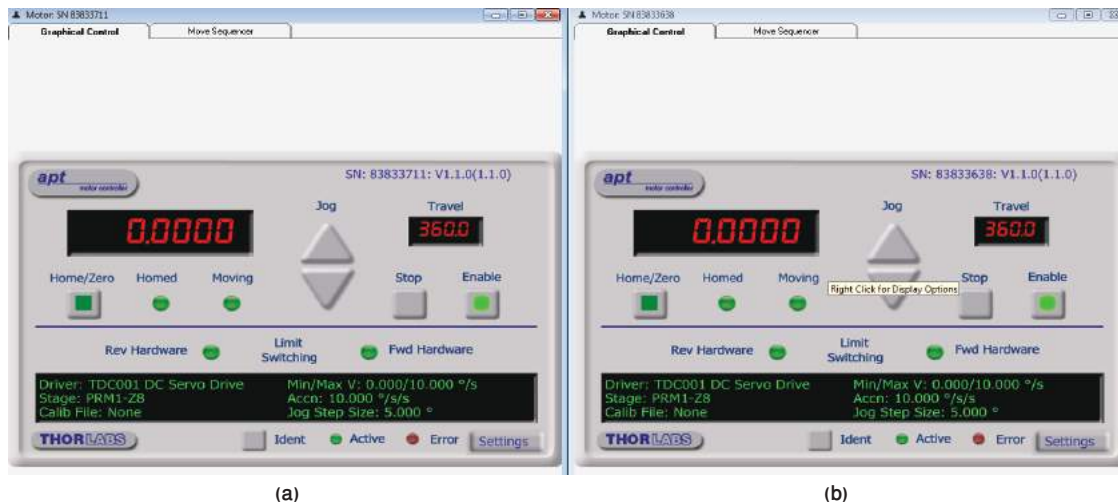 Motor: SN 83833711
Graphical Control Move Sequencer
apt
motor controller
SN: 83833711: V1.1.0(1.1.0)
Jog
Travel
0.0000
360.0
Home/Zero Homed Moving Stop Enable
Rev Hardware Limit Switching Fwd Hardware
Driver: TDC001 DC Servo Drive Min/Max V: 0.000/10.000 °/s
Stage: PRM1-Z8 Accn: 10.000 °/s/s
Calib File: None Jog Step Size: 5.000 °
THORLABS Ident Active Error Settings
(a)
Motor: SN 83833638
Graphical Control Move Sequencer
apt
motor controller
SN: 83833638: V1.1.0(1.1.0)
Jog
Travel
0.0000
360.0
Home/Zero Homed Moving Stop Enable
Right Click for Display Options
Rev Hardware Limit Switching Fwd Hardware
Driver: TDC001 DC Servo Drive Min/Max V: 0.000/10.000 °/s
Stage: PRM1-Z8 Accn: 10.000 °/s/s
Calib File: None Jog Step Size: 5.000 °
THORLABS Ident Active Error Settings
(b)